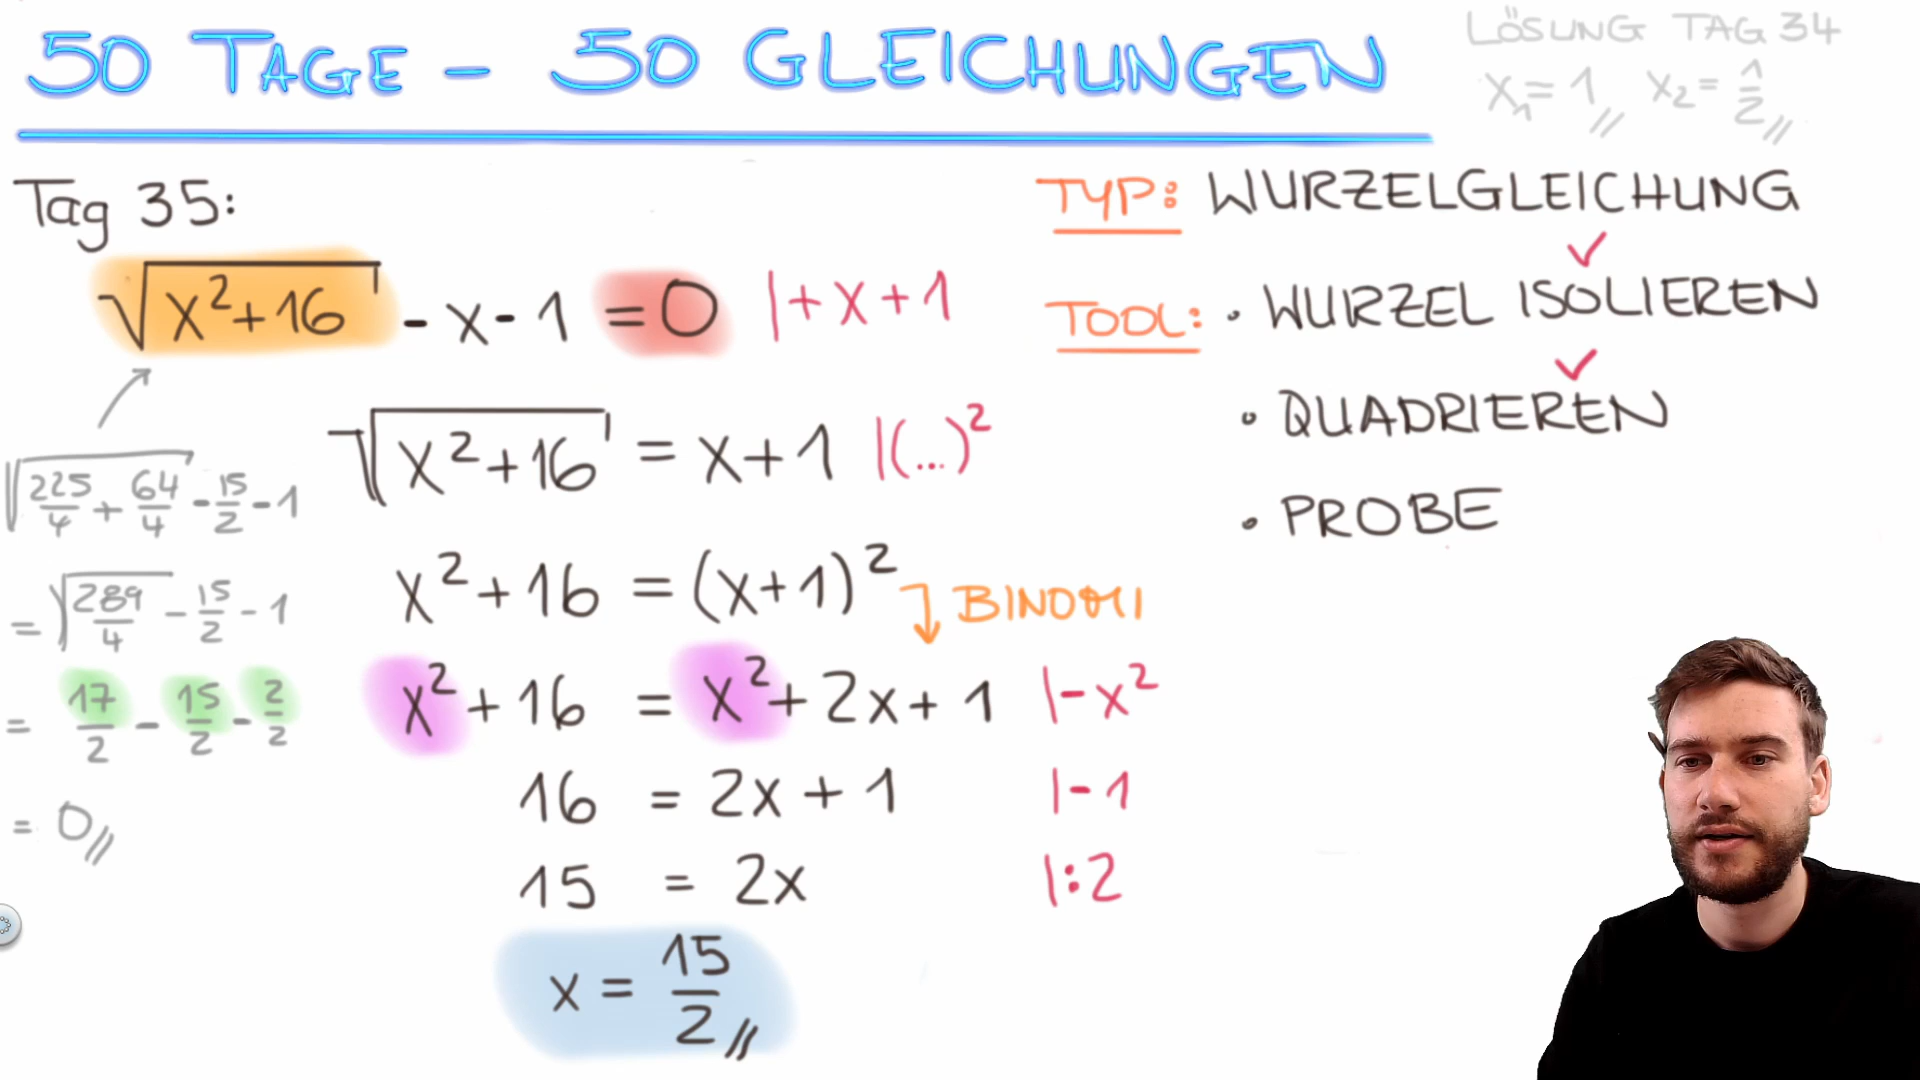 50 TAGE – 50 GLEICHUNGEN
LÖSUNG TAG 34
x₁ = 1 x₂ = 1/2
Tag 35:
√(x²+16) - x - 1 = 0 |+x+1
√(x²+16) = x+1 |(...)²
x²+16 = (x+1)²
BINOMI
x²+16 = x²+2x+1 |-x²
16 = 2x+1 |-1
15 = 2x |:2
x = 15/2
√(225/4 + 64/4) - 15/2 - 1
= √(289/4) - 15/2 - 1
= 17/2 - 15/2 - 2/2
= 0
TYP: WURZELGLEICHUNG
TOOL: • WURZEL ISOLIEREN ✓
• QUADRIEREN ✓
• PROBE